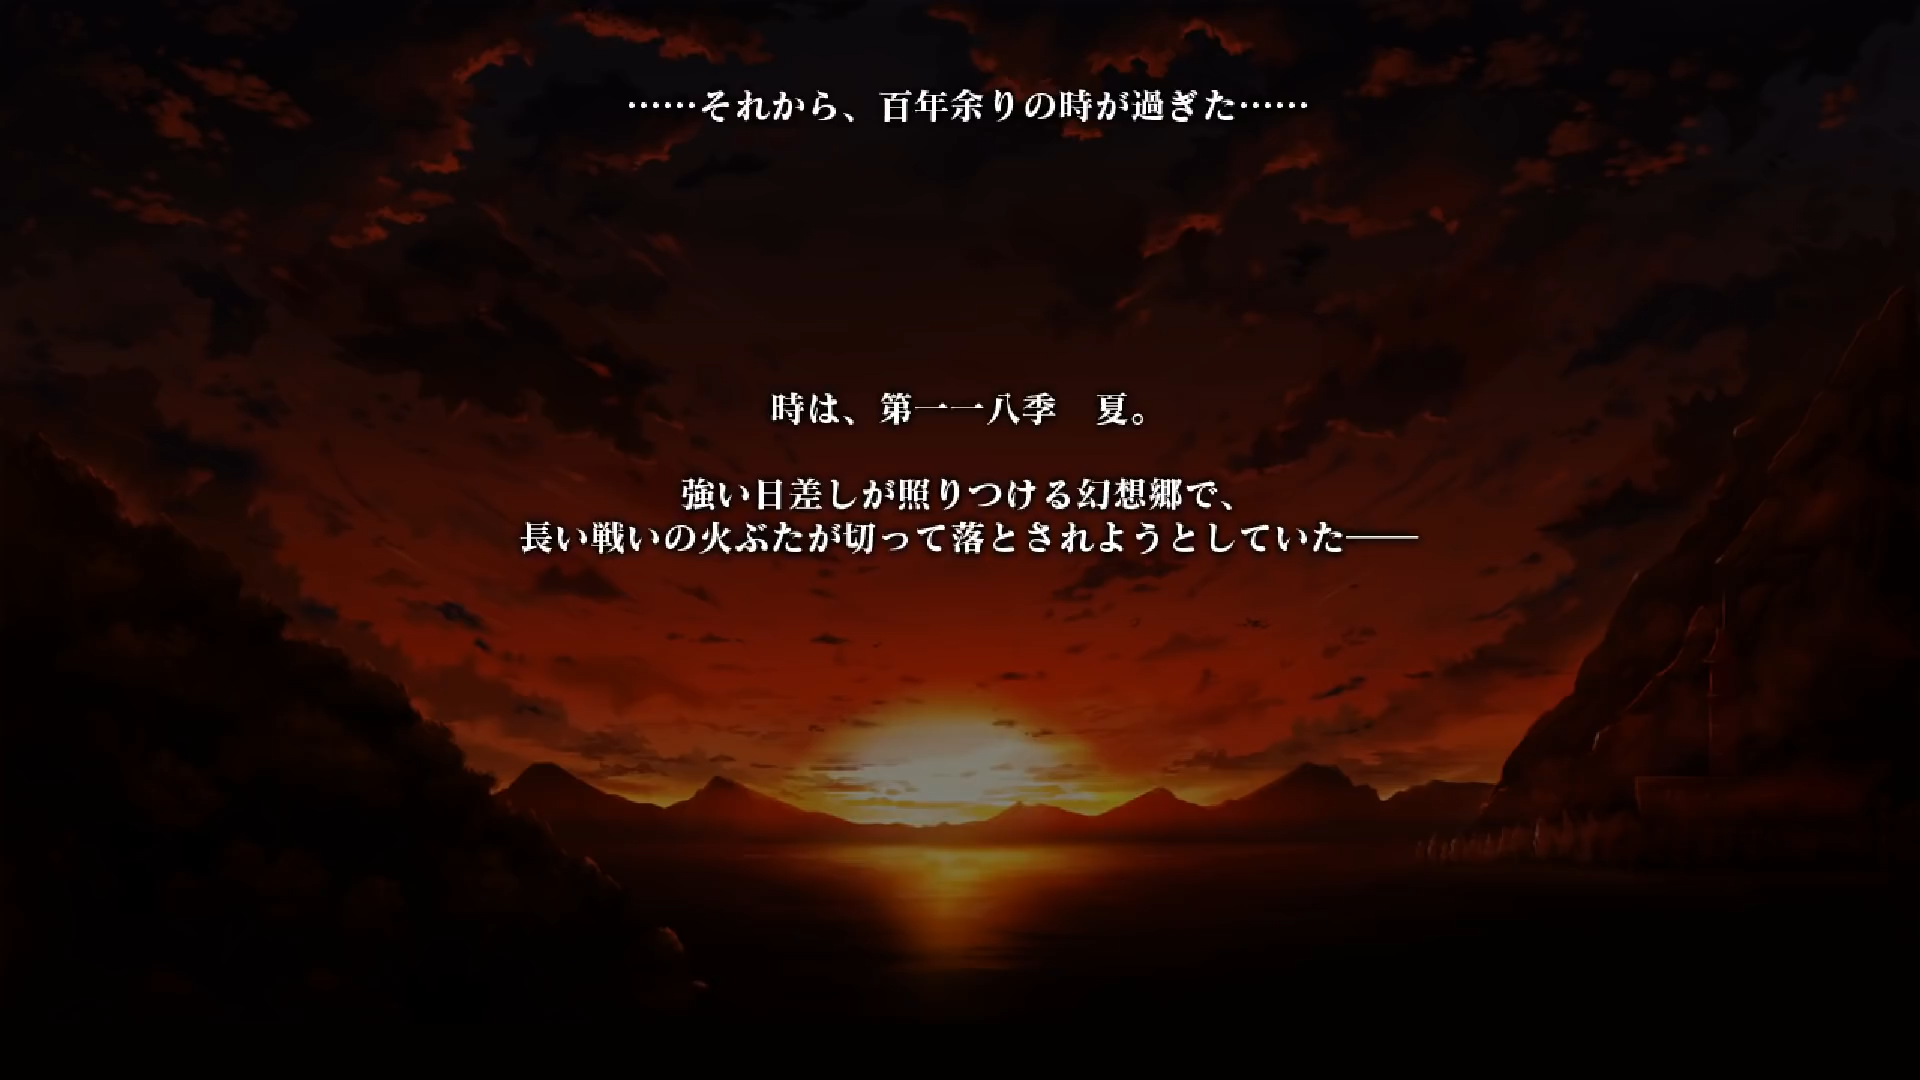 ……それから、百年余りの時が過ぎた……
時は、第一一八季　夏。
強い日差しが照りつける幻想郷で、
長い戦いの火ぶたが切って落とされようとしていた――